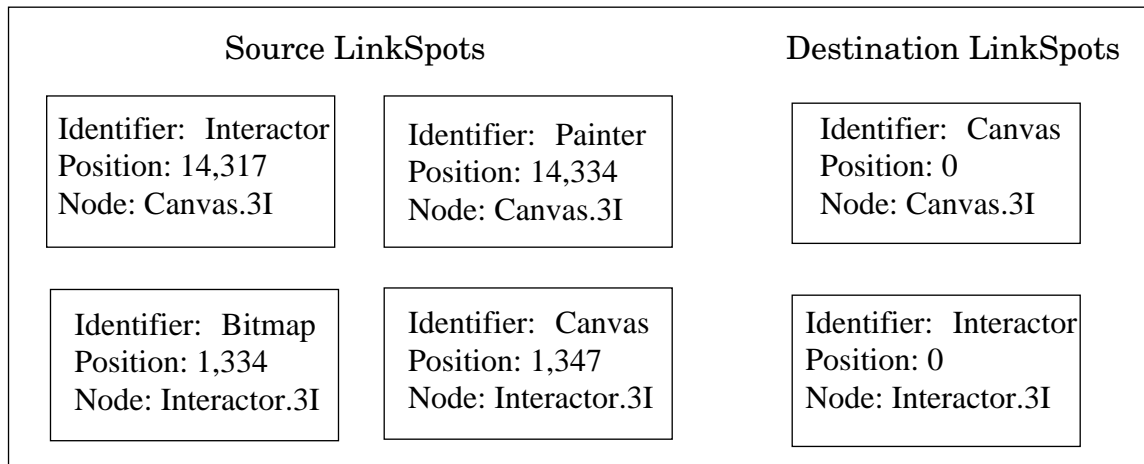 Source LinkSpots
Destination LinkSpots
Identifier: Interactor
Position: 14,317
Node: Canvas.3I
Identifier: Painter
Position: 14,334
Node: Canvas.3I
Identifier: Canvas
Position: 0
Node: Canvas.3I
Identifier: Bitmap
Position: 1,334
Node: Interactor.3I
Identifier: Canvas
Position: 1,347
Node: Interactor.3I
Identifier: Interactor
Position: 0
Node: Interactor.3I